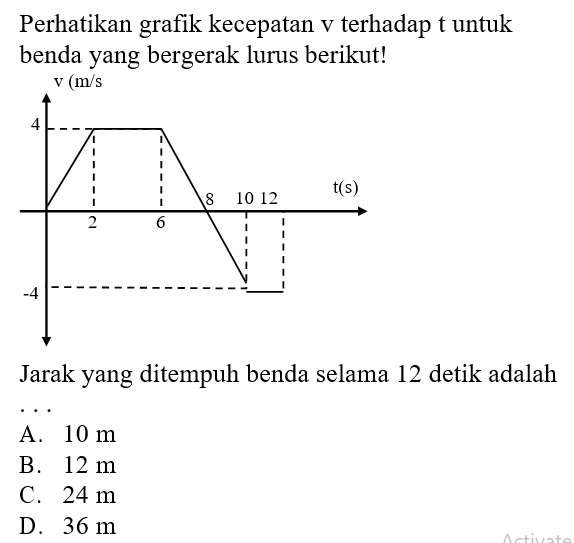 Perhatikan grafik kecepatan v terhadap t untuk
benda yang bergerak lurus berikut!
v (m/s
4
t(s)
8 10 12
2 6
-4
Jarak yang ditempuh benda selama 12 detik adalah
. . .
A. 10 m
B. 12 m
C. 24 m
D. 36 m
Activate